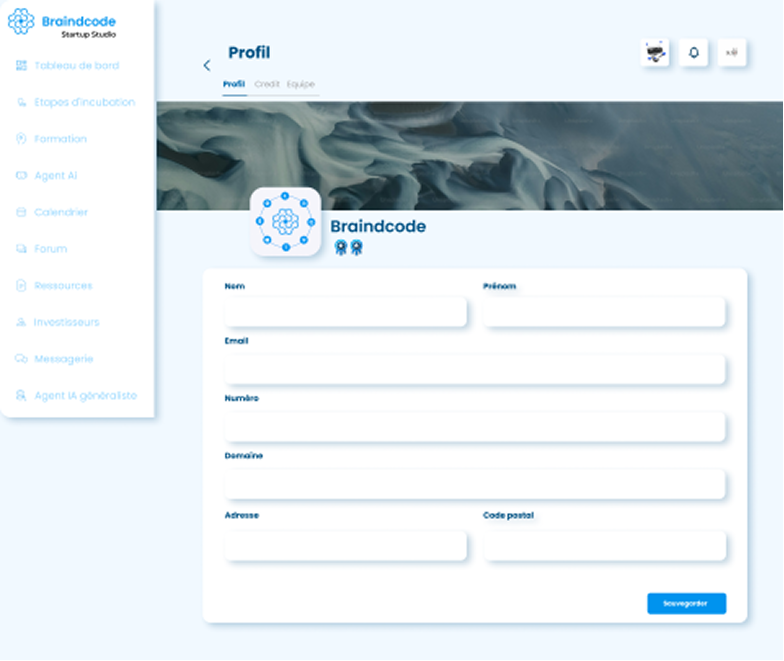 Braindcode
Startup Studio
Tableau de bord
Etapes d'incubation
Formation
Agent Ai
Calendrier
Forum
Ressources
Investisseurs
Messagerie
Agent IA généraliste
Profil
Profil Credit Equipe
Braindcode
Nom Prénom
Email
Numéro
Domaine
Adresse Code postal
Sauvegarder